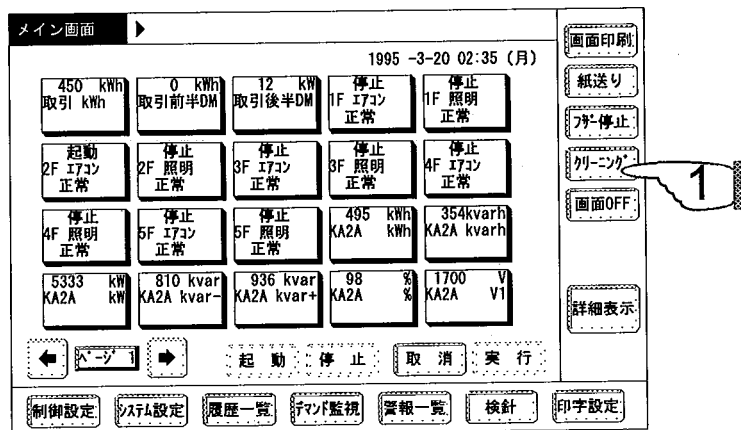 メイン画面
1995 -3-20 02:35 (月)
450 kWh
取引 kWh
0 kWh
取引前半DM
12 kW
取引後半DM
停止
1F エアコン
正常
停止
1F 照明
正常
起動
2F エアコン
正常
停止
2F 照明
正常
停止
3F エアコン
正常
停止
3F 照明
正常
停止
4F エアコン
正常
停止
4F 照明
正常
停止
5F エアコン
正常
停止
5F 照明
正常
495 kWh
KA2A kWh
354kvarh
KA2A kvarh
5333 kW
KA2A kW
810 kvar
KA2A kvar-
936 kvar
KA2A kvar+
98 %
KA2A %
1700 V
KA2A V1
ページ 1
起 動
停 止
取 消
実 行
画面印刷
紙送り
ブザー停止
クリーニング
画面OFF
詳細表示
1
制御設定
システム設定
履歴一覧
デマンド監視
警報一覧
検針
印字設定